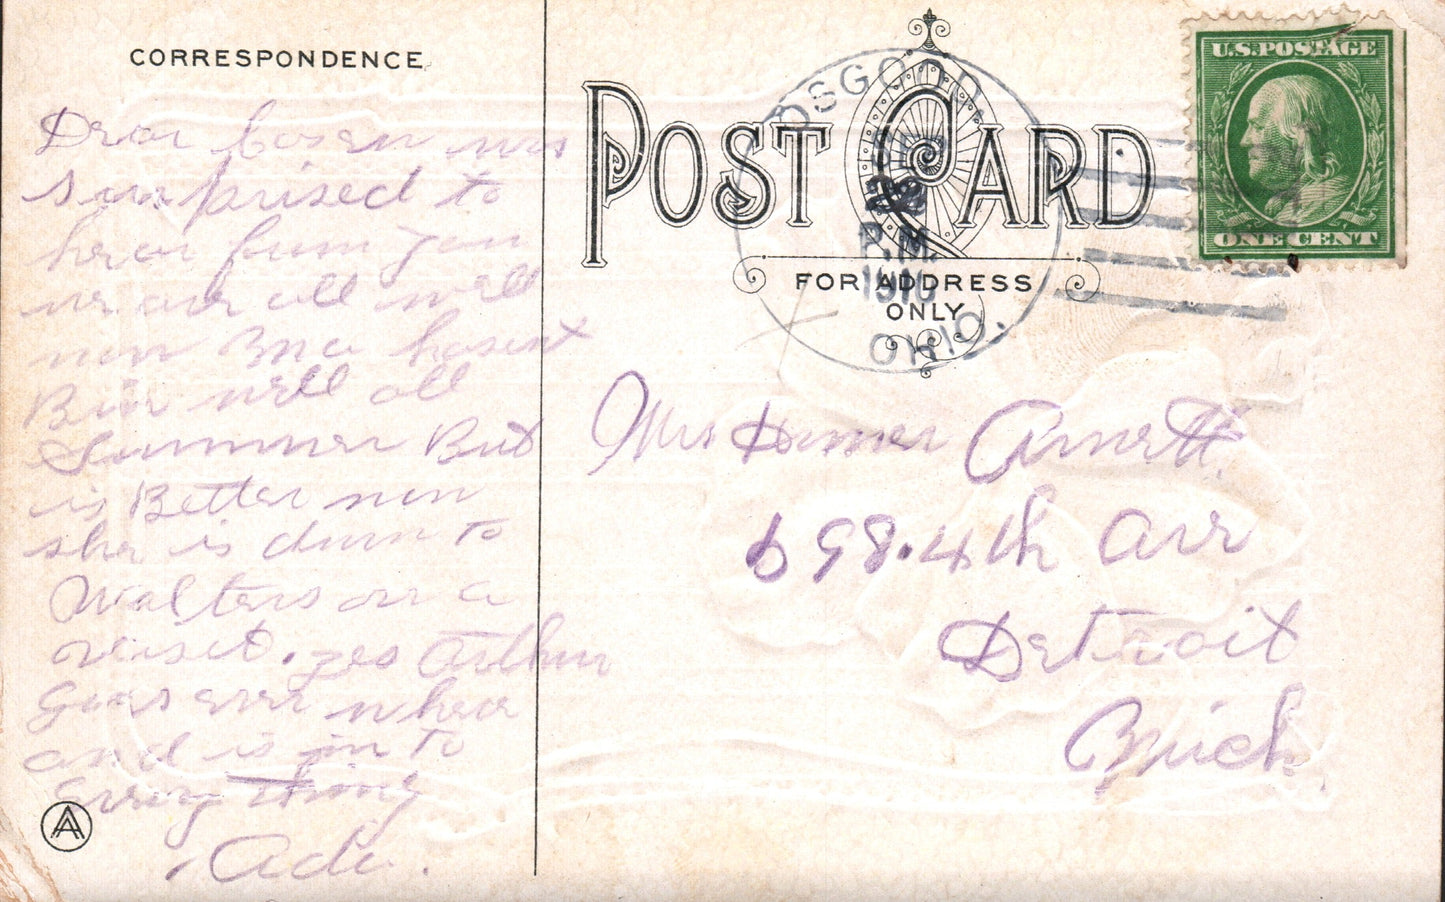 CORRESPONDENCE
POST CARD
FOR ADDRESS
ONLY
U.S. POSTAGE
ONE CENT
OSGOOD,
P.M.
1910
OHIO.
Dear Cosen was
surprised to
hear from you
we are all well
now hasent
Bin well all
Summer But
is Better now
she is down to
Walters on a
visit. yes Arthur
Goes ever where
and is in to
Every thing
Ada.
Mrs Homer Arnett
698.4th ave
Detroit
Mich.
A